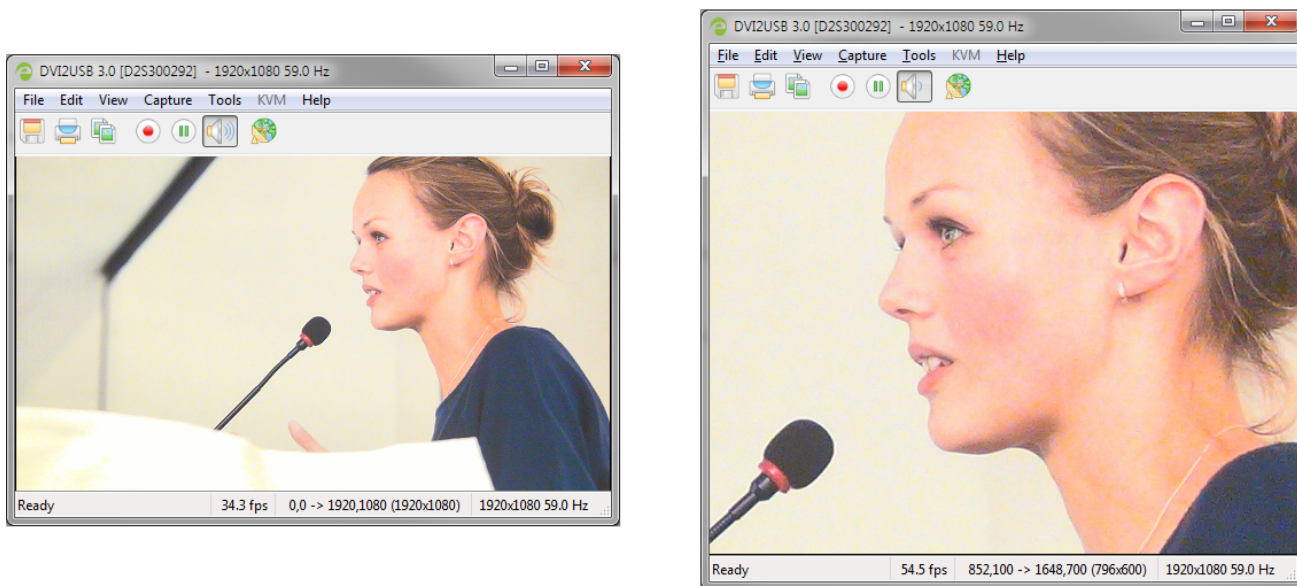 DVI2USB 3.0 [D2S300292] - 1920x1080 59.0 Hz
File Edit View Capture Tools KVM Help
Ready 34.3 fps 0,0 -> 1920,1080 (1920x1080) 1920x1080 59.0 Hz
DVI2USB 3.0 [D2S300292] - 1920x1080 59.0 Hz
File Edit View Capture Tools KVM Help
Ready 54.5 fps 852,100 -> 1648,700 (796x600) 1920x1080 59.0 Hz